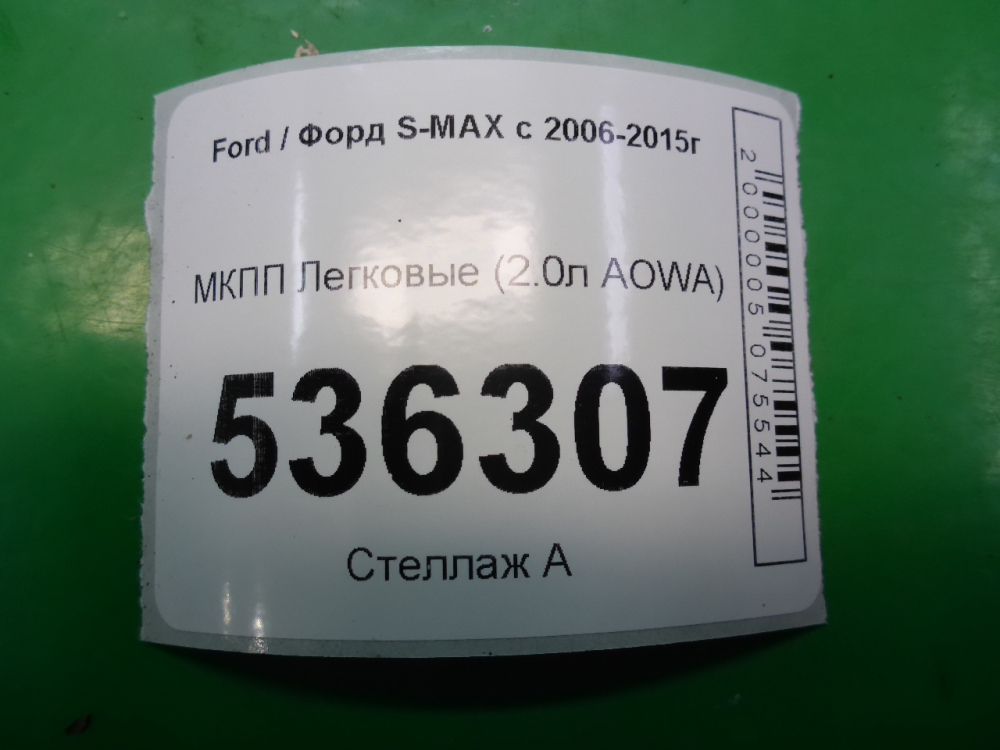 Ford / Форд S-MAX с 2006-2015г
МКПП Легковые (2.0л AOWA)
536307
Стеллаж А
2000005075544